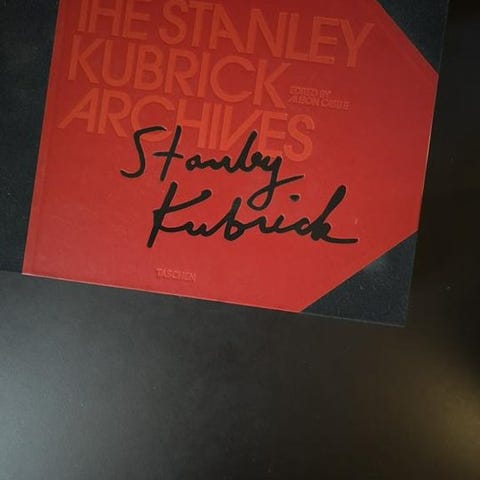 THE STANLEY
KUBRICK
EDITED BY
ALISON CASTLE
ARCHIVES
Stanley
Kubrick
TASCHEN